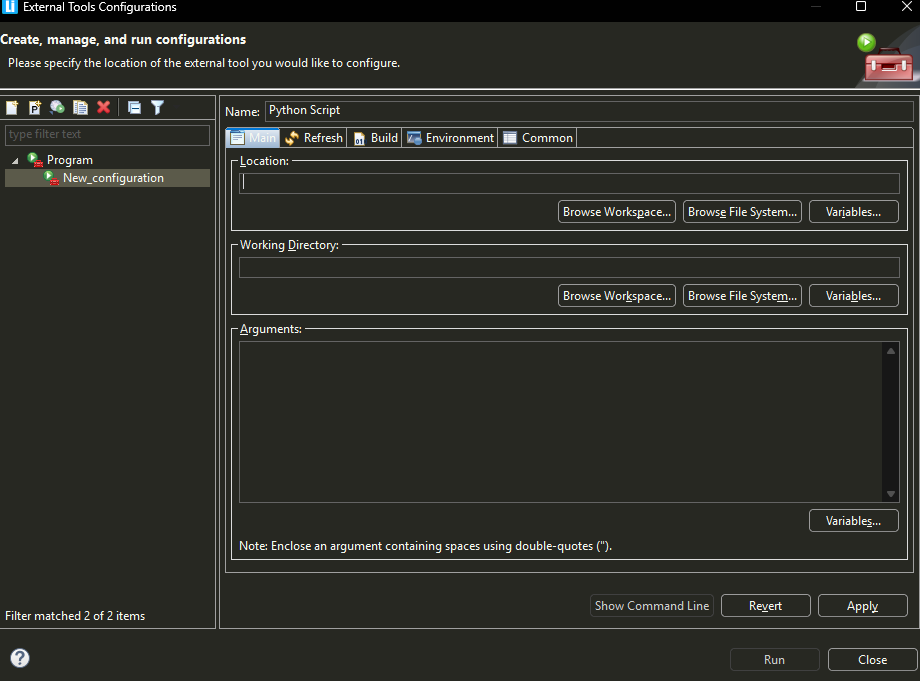 Li External Tools Configurations
Create, manage, and run configurations
Please specify the location of the external tool you would like to configure.
type filter text
Program
New_configuration
Filter matched 2 of 2 items
Name: Python Script
Main Refresh Build Environment Common
Location:
Browse Workspace... Browse File System... Variables...
Working Directory:
Browse Workspace... Browse File System... Variables...
Arguments:
Variables...
Note: Enclose an argument containing spaces using double-quotes (").
Show Command Line Revert Apply
? Run Close